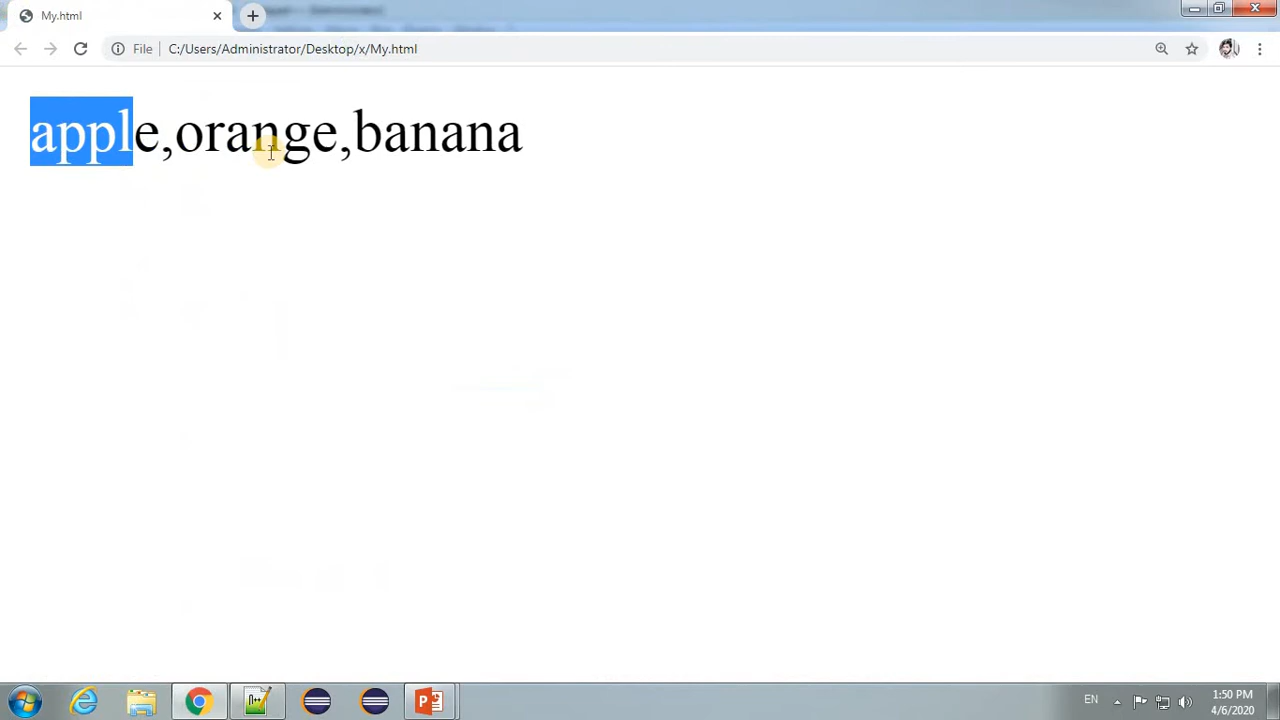 My.html
File C:/Users/Administrator/Desktop/x/My.html
apple,orange,banana
EN
1:50 PM
4/6/2020